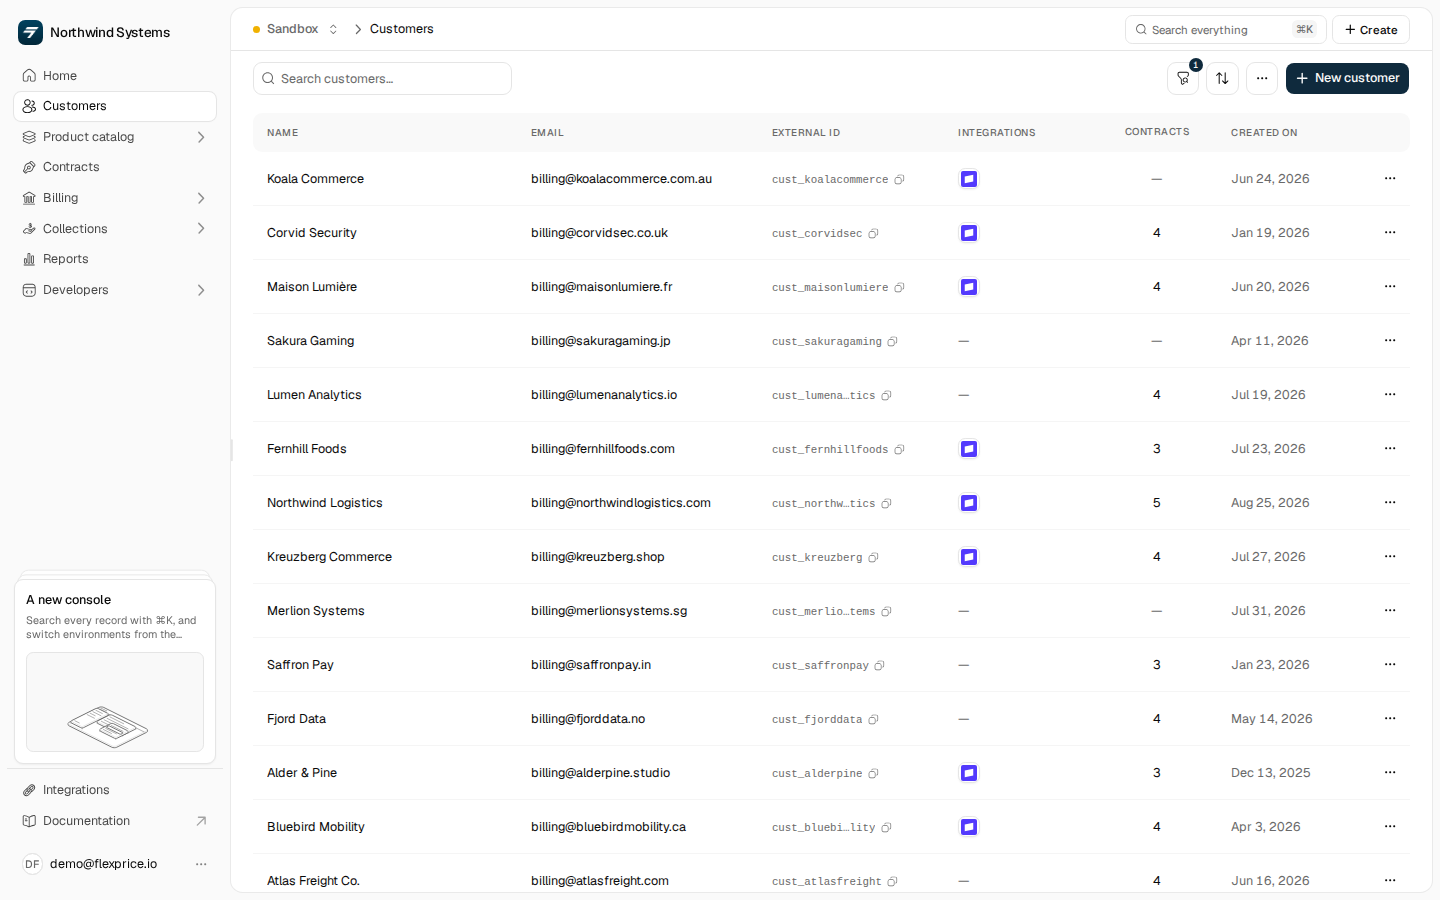 Northwind Systems
Home
Customers
Product catalog
Contracts
Billing
Collections
Reports
Developers
A new console
Search every record with ⌘K, and
switch environments from the…
Integrations
Documentation
DF demo@flexprice.io
Sandbox Customers
Search everything ⌘K
Create
Search customers...
1
New customer
NAME EMAIL EXTERNAL ID INTEGRATIONS CONTRACTS CREATED ON
Koala Commerce billing@koalacommerce.com.au cust_koalacommerce — Jun 24, 2026
Corvid Security billing@corvidsec.co.uk cust_corvidsec 4 Jan 19, 2026
Maison Lumière billing@maisonlumiere.fr cust_maisonlumiere 4 Jun 20, 2026
Sakura Gaming billing@sakuragaming.jp cust_sakuragaming — — Apr 11, 2026
Lumen Analytics billing@lumenanalytics.io cust_lumena…tics — 4 Jul 19, 2026
Fernhill Foods billing@fernhillfoods.com cust_fernhillfoods 3 Jul 23, 2026
Northwind Logistics billing@northwindlogistics.com cust_northw…tics 5 Aug 25, 2026
Kreuzberg Commerce billing@kreuzberg.shop cust_kreuzberg 4 Jul 27, 2026
Merlion Systems billing@merlionsystems.sg cust_merlio…tems — — Jul 31, 2026
Saffron Pay billing@saffronpay.in cust_saffronpay — 3 Jan 23, 2026
Fjord Data billing@fjorddata.no cust_fjorddata — 4 May 14, 2026
Alder & Pine billing@alderpine.studio cust_alderpine 3 Dec 13, 2025
Bluebird Mobility billing@bluebirdmobility.ca cust_bluebi…lity 4 Apr 3, 2026
Atlas Freight Co. billing@atlasfreight.com cust_atlasfreight — 4 Jun 16, 2026